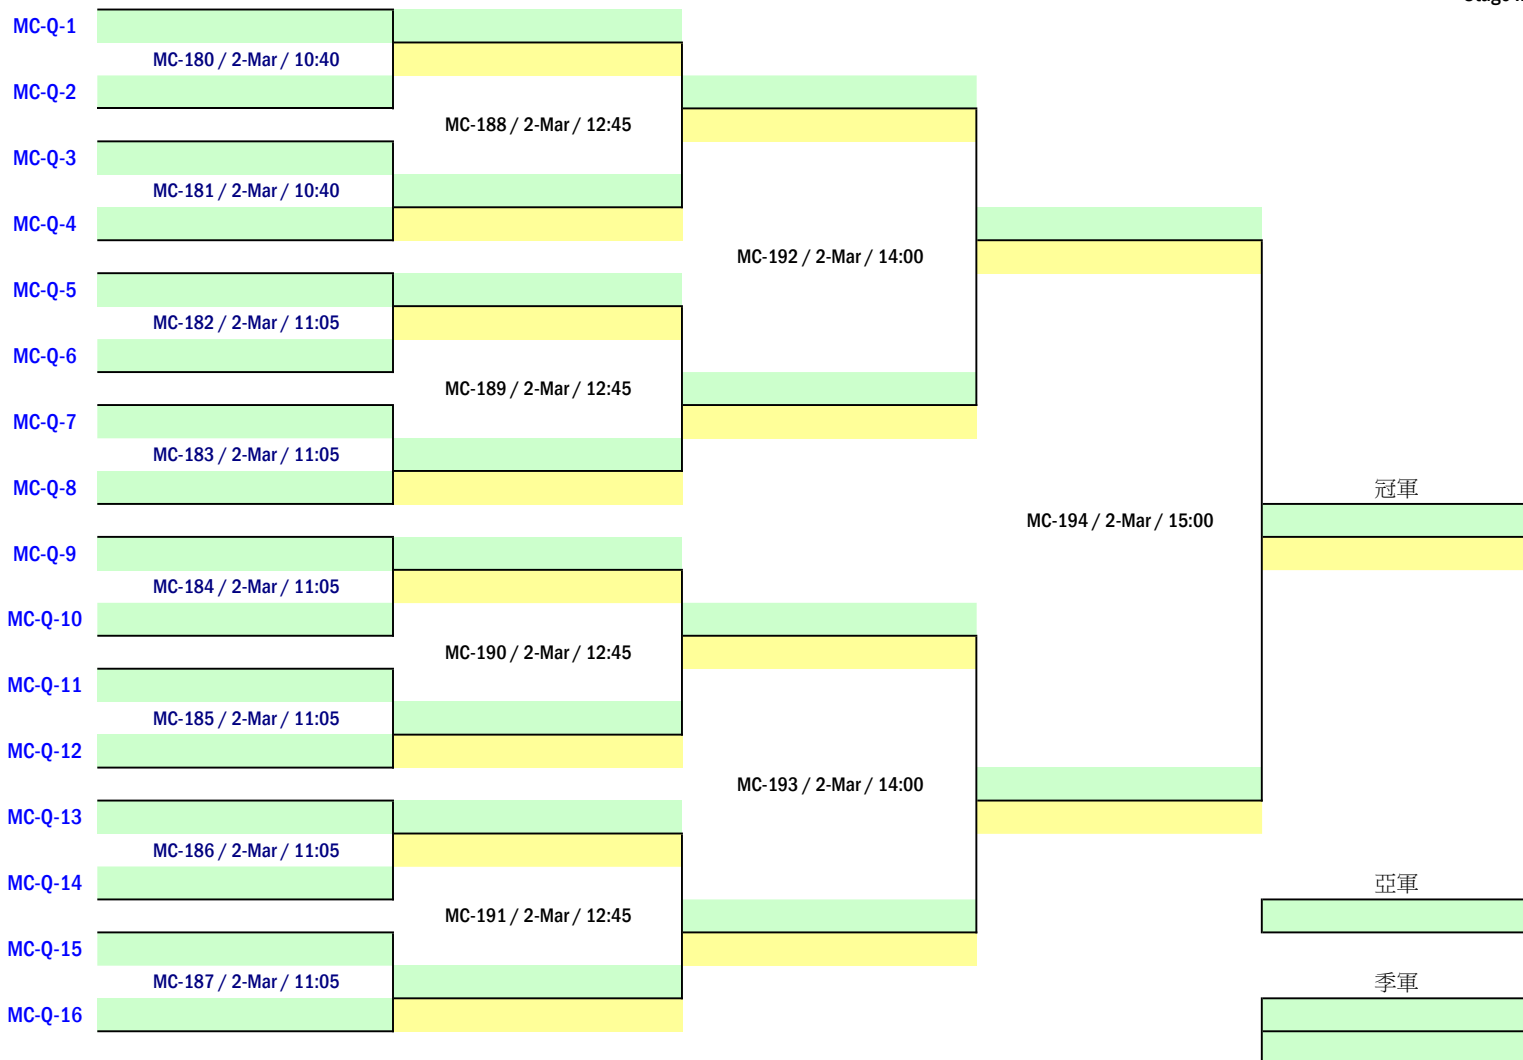 MC-Q-1
MC-180 / 2-Mar / 10:40
MC-Q-2
MC-188 / 2-Mar / 12:45
MC-Q-3
MC-181 / 2-Mar / 10:40
MC-Q-4
MC-192 / 2-Mar / 14:00
MC-Q-5
MC-182 / 2-Mar / 11:05
MC-Q-6
MC-189 / 2-Mar / 12:45
MC-Q-7
MC-183 / 2-Mar / 11:05
MC-Q-8
冠軍
MC-194 / 2-Mar / 15:00
MC-Q-9
MC-184 / 2-Mar / 11:05
MC-Q-10
MC-190 / 2-Mar / 12:45
MC-Q-11
MC-185 / 2-Mar / 11:05
MC-Q-12
MC-193 / 2-Mar / 14:00
MC-Q-13
MC-186 / 2-Mar / 11:05
MC-Q-14
亞軍
MC-191 / 2-Mar / 12:45
MC-Q-15
MC-187 / 2-Mar / 11:05
季軍
MC-Q-16